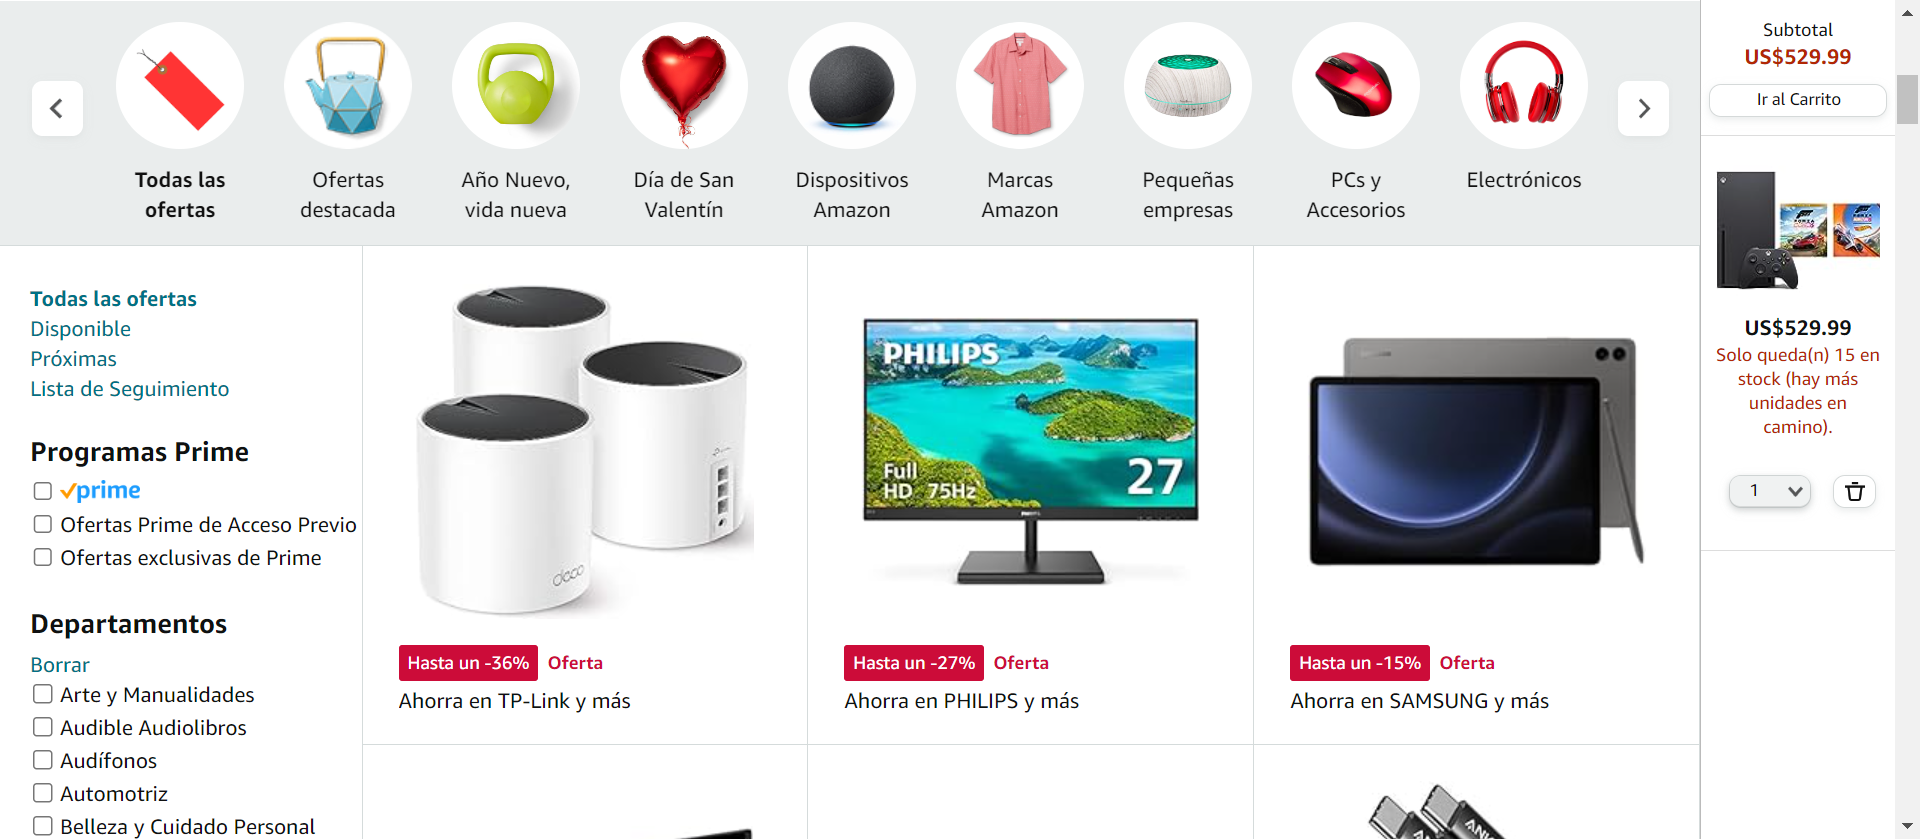 Todas las
ofertas
Ofertas
destacada
Año Nuevo,
vida nueva
Día de San
Valentín
Dispositivos
Amazon
Marcas
Amazon
Pequeñas
empresas
PCs y
Accesorios
Electrónicos
Subtotal
US$529.99
Ir al Carrito
US$529.99
Solo queda(n) 15 en
stock (hay más
unidades en
camino).
1
Todas las ofertas
Disponible
Próximas
Lista de Seguimiento
Programas Prime
prime
Ofertas Prime de Acceso Previo
Ofertas exclusivas de Prime
Departamentos
Borrar
Arte y Manualidades
Audible Audiolibros
Audífonos
Automotriz
Belleza y Cuidado Personal
deco
Hasta un -36% Oferta
Ahorra en TP-Link y más
PHILIPS
Full
HD 75Hz
27
PHILIPS
Hasta un -27% Oferta
Ahorra en PHILIPS y más
Hasta un -15% Oferta
Ahorra en SAMSUNG y más